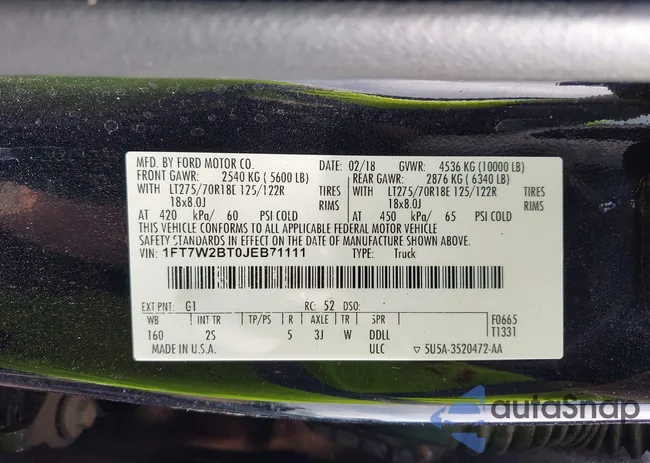 MFD. BY FORD MOTOR CO. DATE: 02/18 GVWR: 4536 KG (10000 LB)
FRONT GAWR: 2540 KG ( 5600 LB) REAR GAWR: 2876 KG ( 6340 LB)
WITH LT275/70R18E 125/122R TIRES WITH LT275/70R18E 125/122R TIRES
18x8.0J RIMS 18x8.0J RIMS
AT 420 kPa/ 60 PSI COLD AT 450 kPa/ 65 PSI COLD
THIS VEHICLE CONFORMS TO ALL APPLICABLE FEDERAL MOTOR VEHICLE
SAFETY STANDARDS IN EFFECT ON THE DATE OF MANUFACTURE SHOWN ABOVE.
VIN: 1FT7W2BT0JEB71111 TYPE: Truck
EXT PNT: G1 RC: 52 DSO: F0665
WB INT TR TP/PS R AXLE TR SPR T1331
160 2S 5 3J W DDLL
MADE IN U.S.A. ULC ▽ 5U5A-3520472-AA
autoSnap